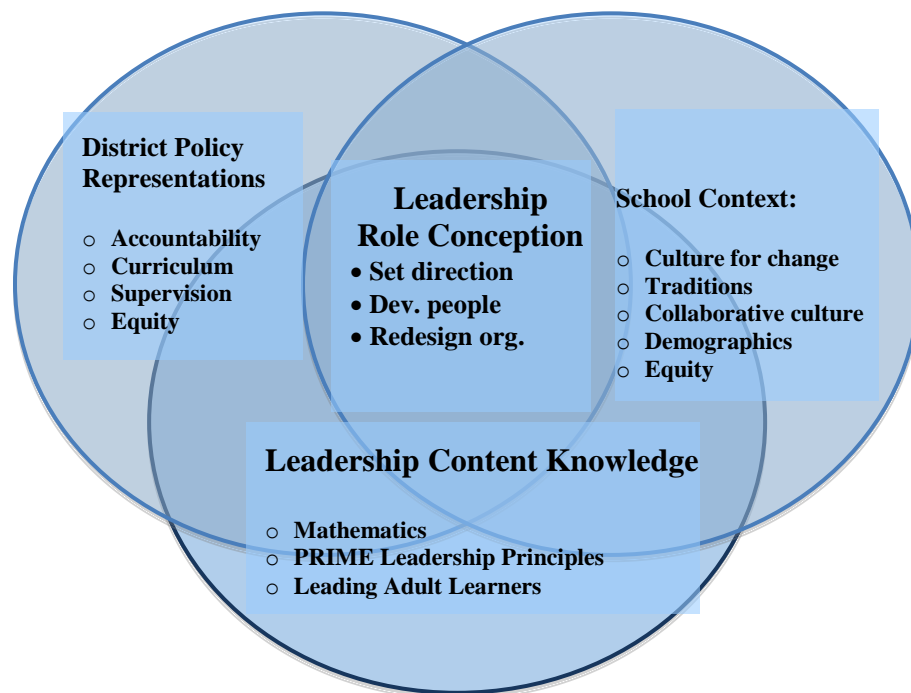 District Policy
Representations
o Accountability
o Curriculum
o Supervision
o Equity
Leadership
Role Conception
• Set direction
• Dev. people
• Redesign org.
School Context:
o Culture for change
o Traditions
o Collaborative culture
o Demographics
o Equity
Leadership Content Knowledge
o Mathematics
o PRIME Leadership Principles
o Leading Adult Learners